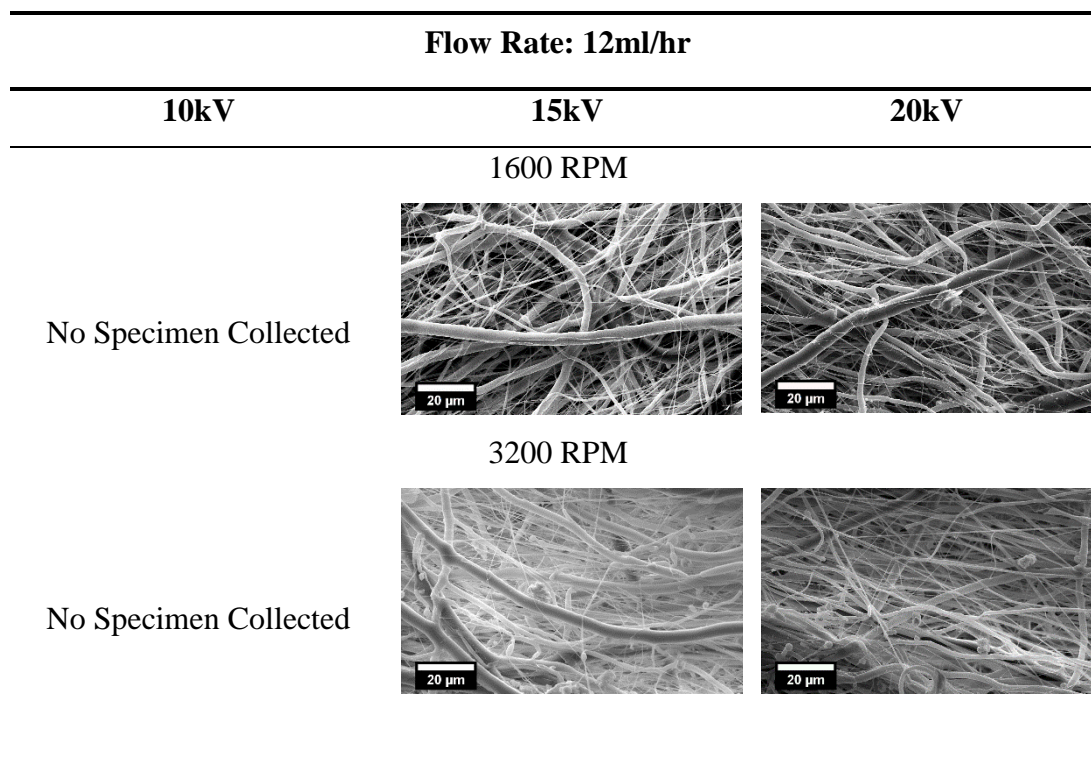 Flow Rate: 12ml/hr
10kV 15kV 20kV
1600 RPM
No Specimen Collected
20 µm
20 µm
3200 RPM
No Specimen Collected
20 µm
20 µm